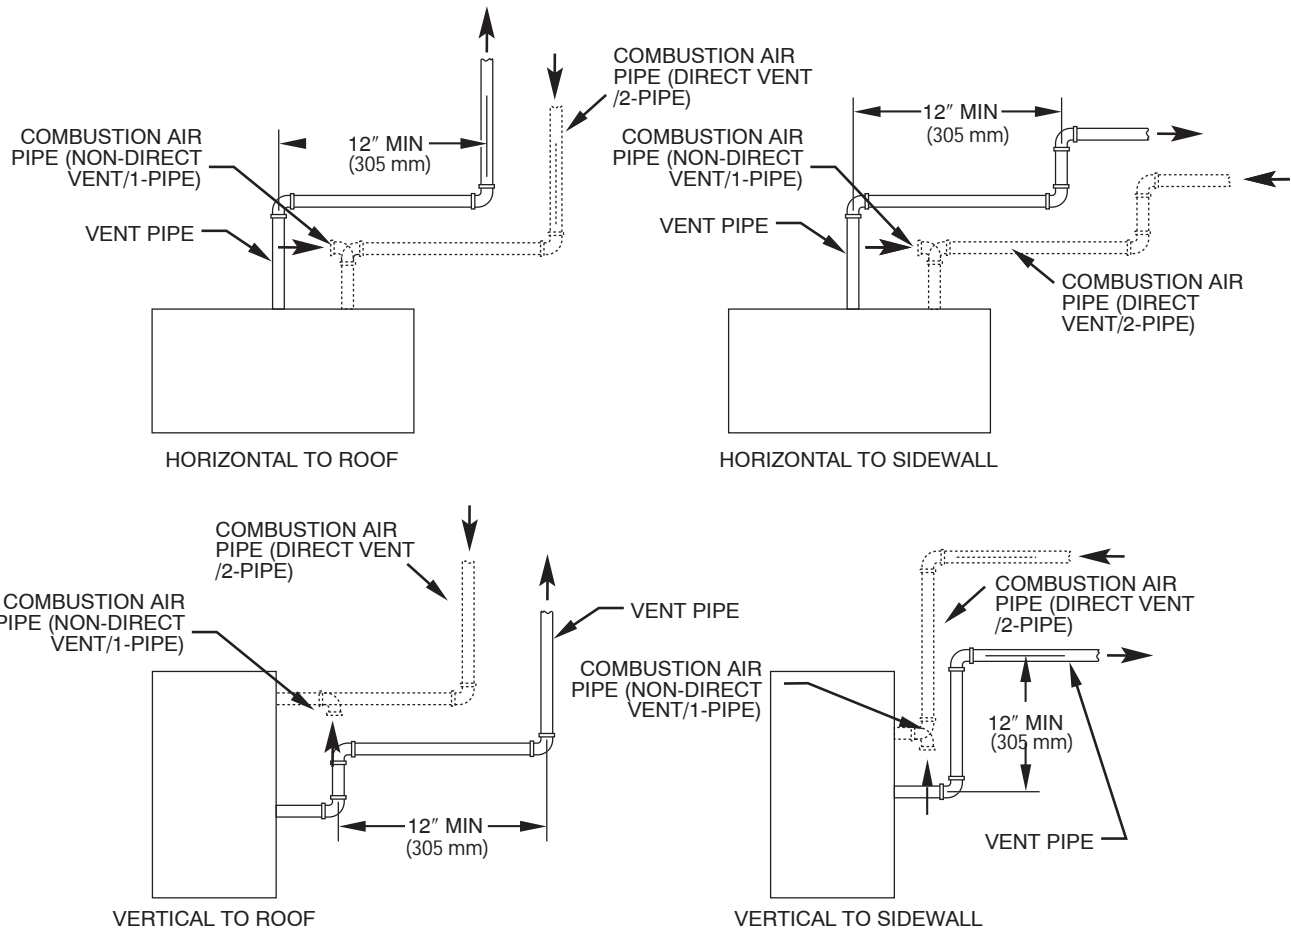 COMBUSTION AIR
PIPE (DIRECT VENT
/2-PIPE)
COMBUSTION AIR
PIPE (NON-DIRECT
VENT/1-PIPE)
12″ MIN
(305 mm)
VENT PIPE
HORIZONTAL TO ROOF
COMBUSTION AIR
PIPE (NON-DIRECT
VENT/1-PIPE)
12″ MIN
(305 mm)
VENT PIPE
COMBUSTION AIR
PIPE (DIRECT
VENT/2-PIPE)
HORIZONTAL TO SIDEWALL
COMBUSTION AIR
PIPE (DIRECT VENT
/2-PIPE)
COMBUSTION AIR
PIPE (NON-DIRECT
VENT/1-PIPE)
VENT PIPE
12″ MIN
(305 mm)
VERTICAL TO ROOF
COMBUSTION AIR
PIPE (DIRECT VENT
/2-PIPE)
COMBUSTION AIR
PIPE (NON-DIRECT
VENT/1-PIPE)
12″ MIN
(305 mm)
VENT PIPE
VERTICAL TO SIDEWALL